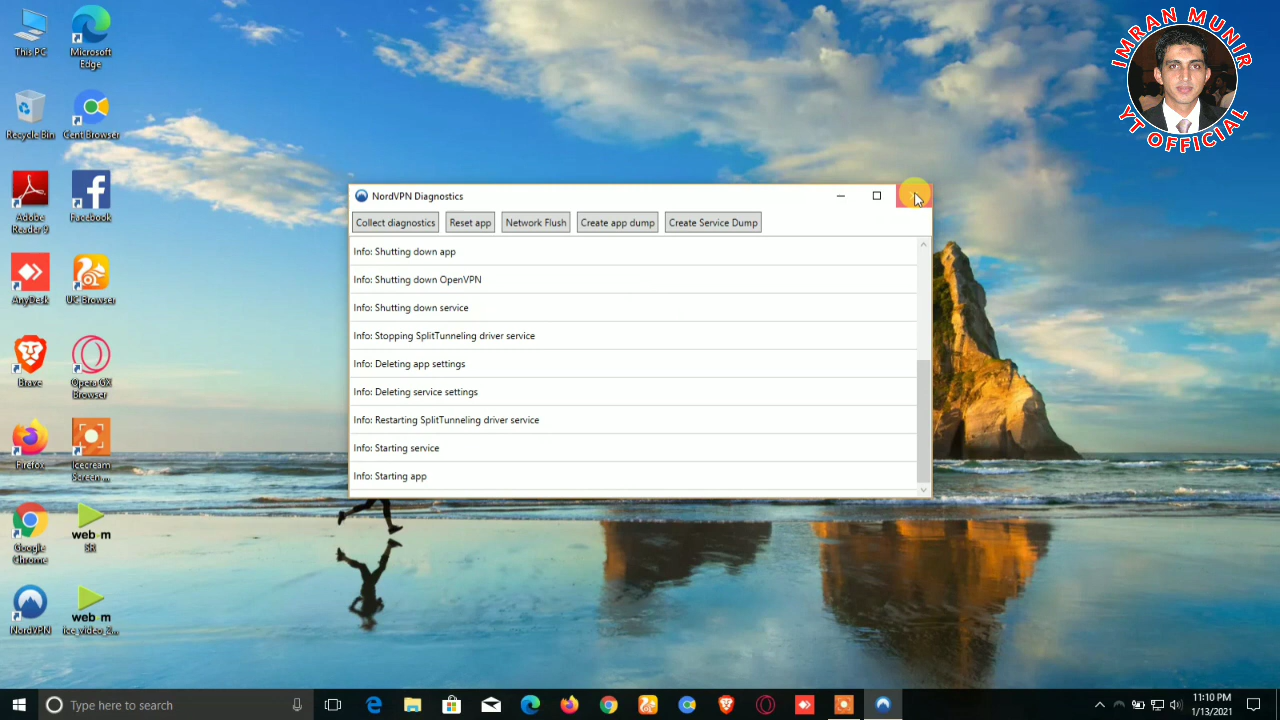 This PC
Microsoft
Edge
Recycle Bin
Cent Browser
Adobe
Reader 9
Facebook
AnyDesk
UC Browser
Brave
Opera GX
Browser
Firefox
Icecream
Screen ...
Google
Chrome
web m
SR
NordVPN
web m
ice_video_2...
IMRAN MUNIR
YT OFFICIAL
NordVPN Diagnostics
Collect diagnostics
Reset app
Network Flush
Create app dump
Create Service Dump
Info: Shutting down app
Info: Shutting down OpenVPN
Info: Shutting down service
Info: Stopping SplitTunneling driver service
Info: Deleting app settings
Info: Deleting service settings
Info: Restarting SplitTunneling driver service
Info: Starting service
Info: Starting app
Type here to search
11:10 PM
1/13/2021